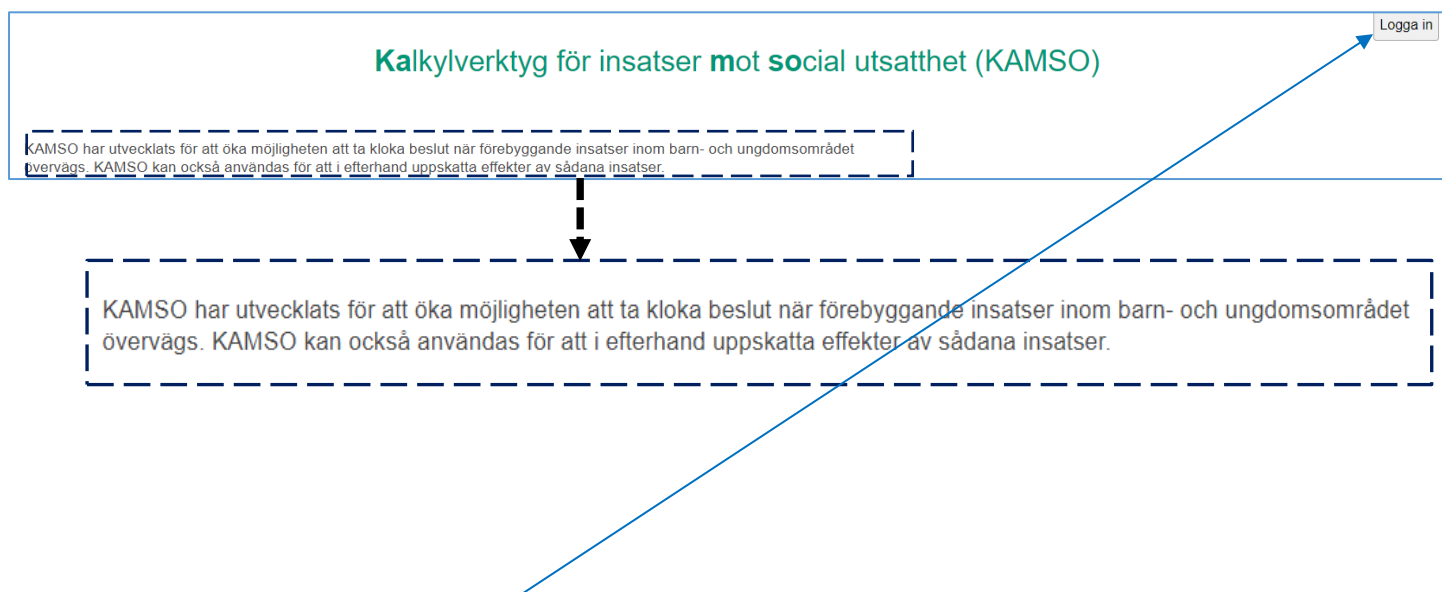 Logga in
Kalkylverktyg för insatser mot social utsatthet (KAMSO)
KAMSO har utvecklats för att öka möjligheten att ta kloka beslut när förebyggande insatser inom barn- och ungdomsområdet
övervägs. KAMSO kan också användas för att i efterhand uppskatta effekter av sådana insatser.
KAMSO har utvecklats för att öka möjligheten att ta kloka beslut när förebyggande insatser inom barn- och ungdomsområdet
övervägs. KAMSO kan också användas för att i efterhand uppskatta effekter av sådana insatser.